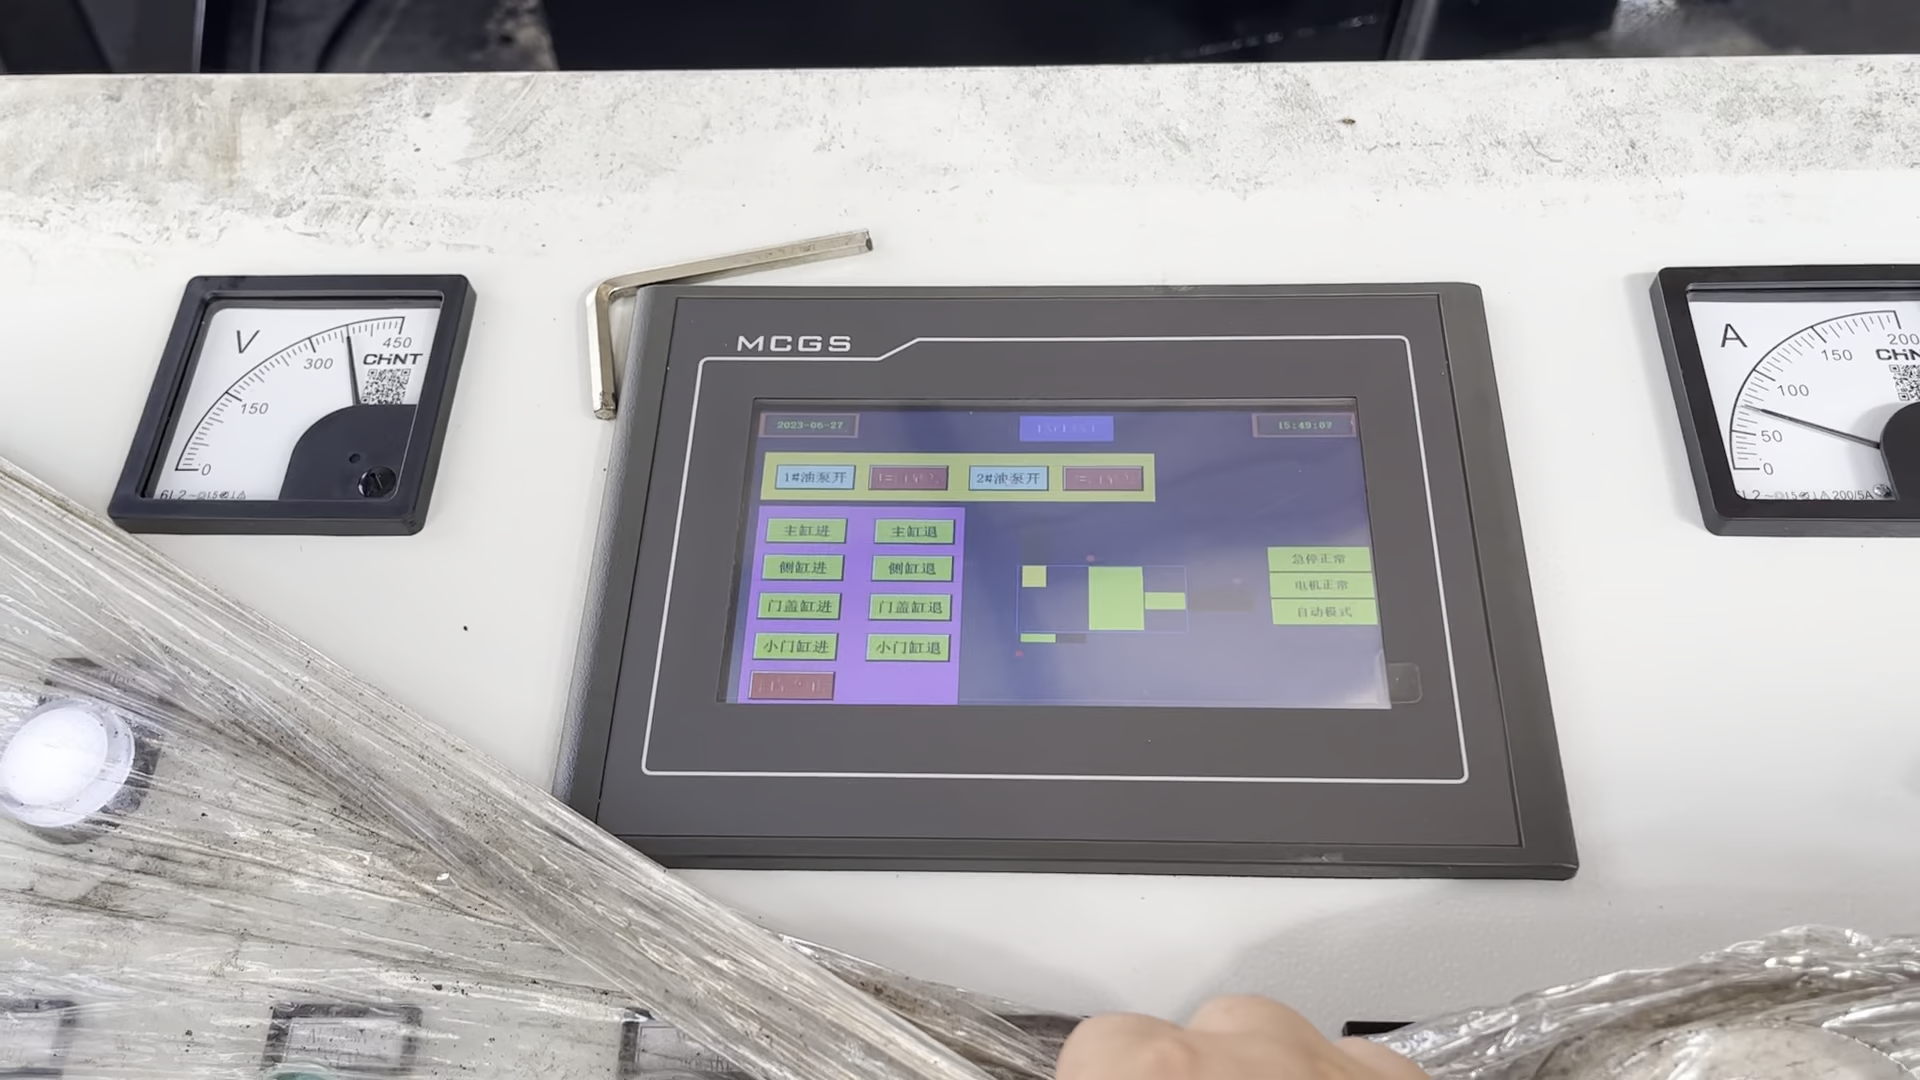 V
450
CHNT
300
150
0
MCGS
2023-06-27
15:49:07
1#油泵开
2#油泵开
主缸进
主缸退
侧缸进
侧缸退
门盖缸进
门盖缸退
小门缸进
小门缸退
急停正常
电机正常
自动模式
A
200
150
100
50
0
200/5A